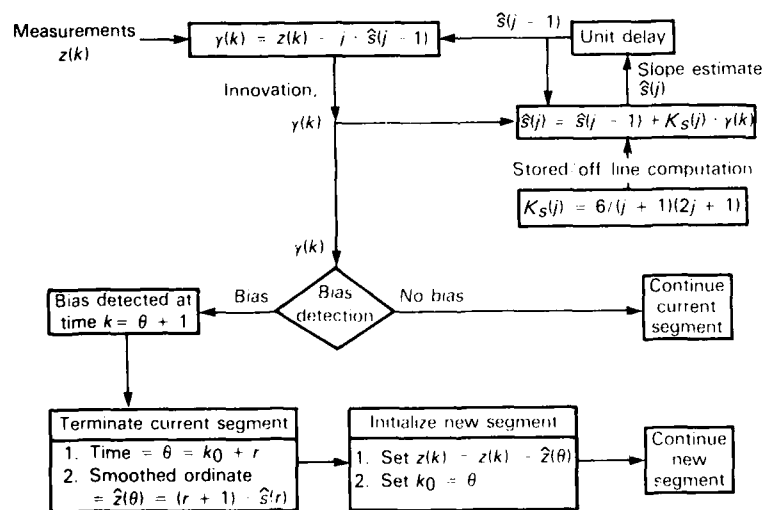 Measurements
z(k)
γ(k) = z(k) - j · ŝ(j - 1)
ŝ(j - 1)
Unit delay
Slope estimate
ŝ(j)
Innovation,
γ(k)
ŝ(j) = ŝ(j - 1) + K_S(j) · γ(k)
Stored off line computation
K_S(j) = 6/(j + 1)(2j + 1)
γ(k)
Bias detected at
time k = θ + 1
Bias
Bias
detection
No bias
Continue
current
segment
Terminate current segment
1. Time = θ = k₀ + r
2. Smoothed ordinate
= ẑ(θ) = (r + 1) · ŝ(r)
Initialize new segment
1. Set z(k) - z(k) - ẑ(θ)
2. Set k₀ = θ
Continue
new
segment